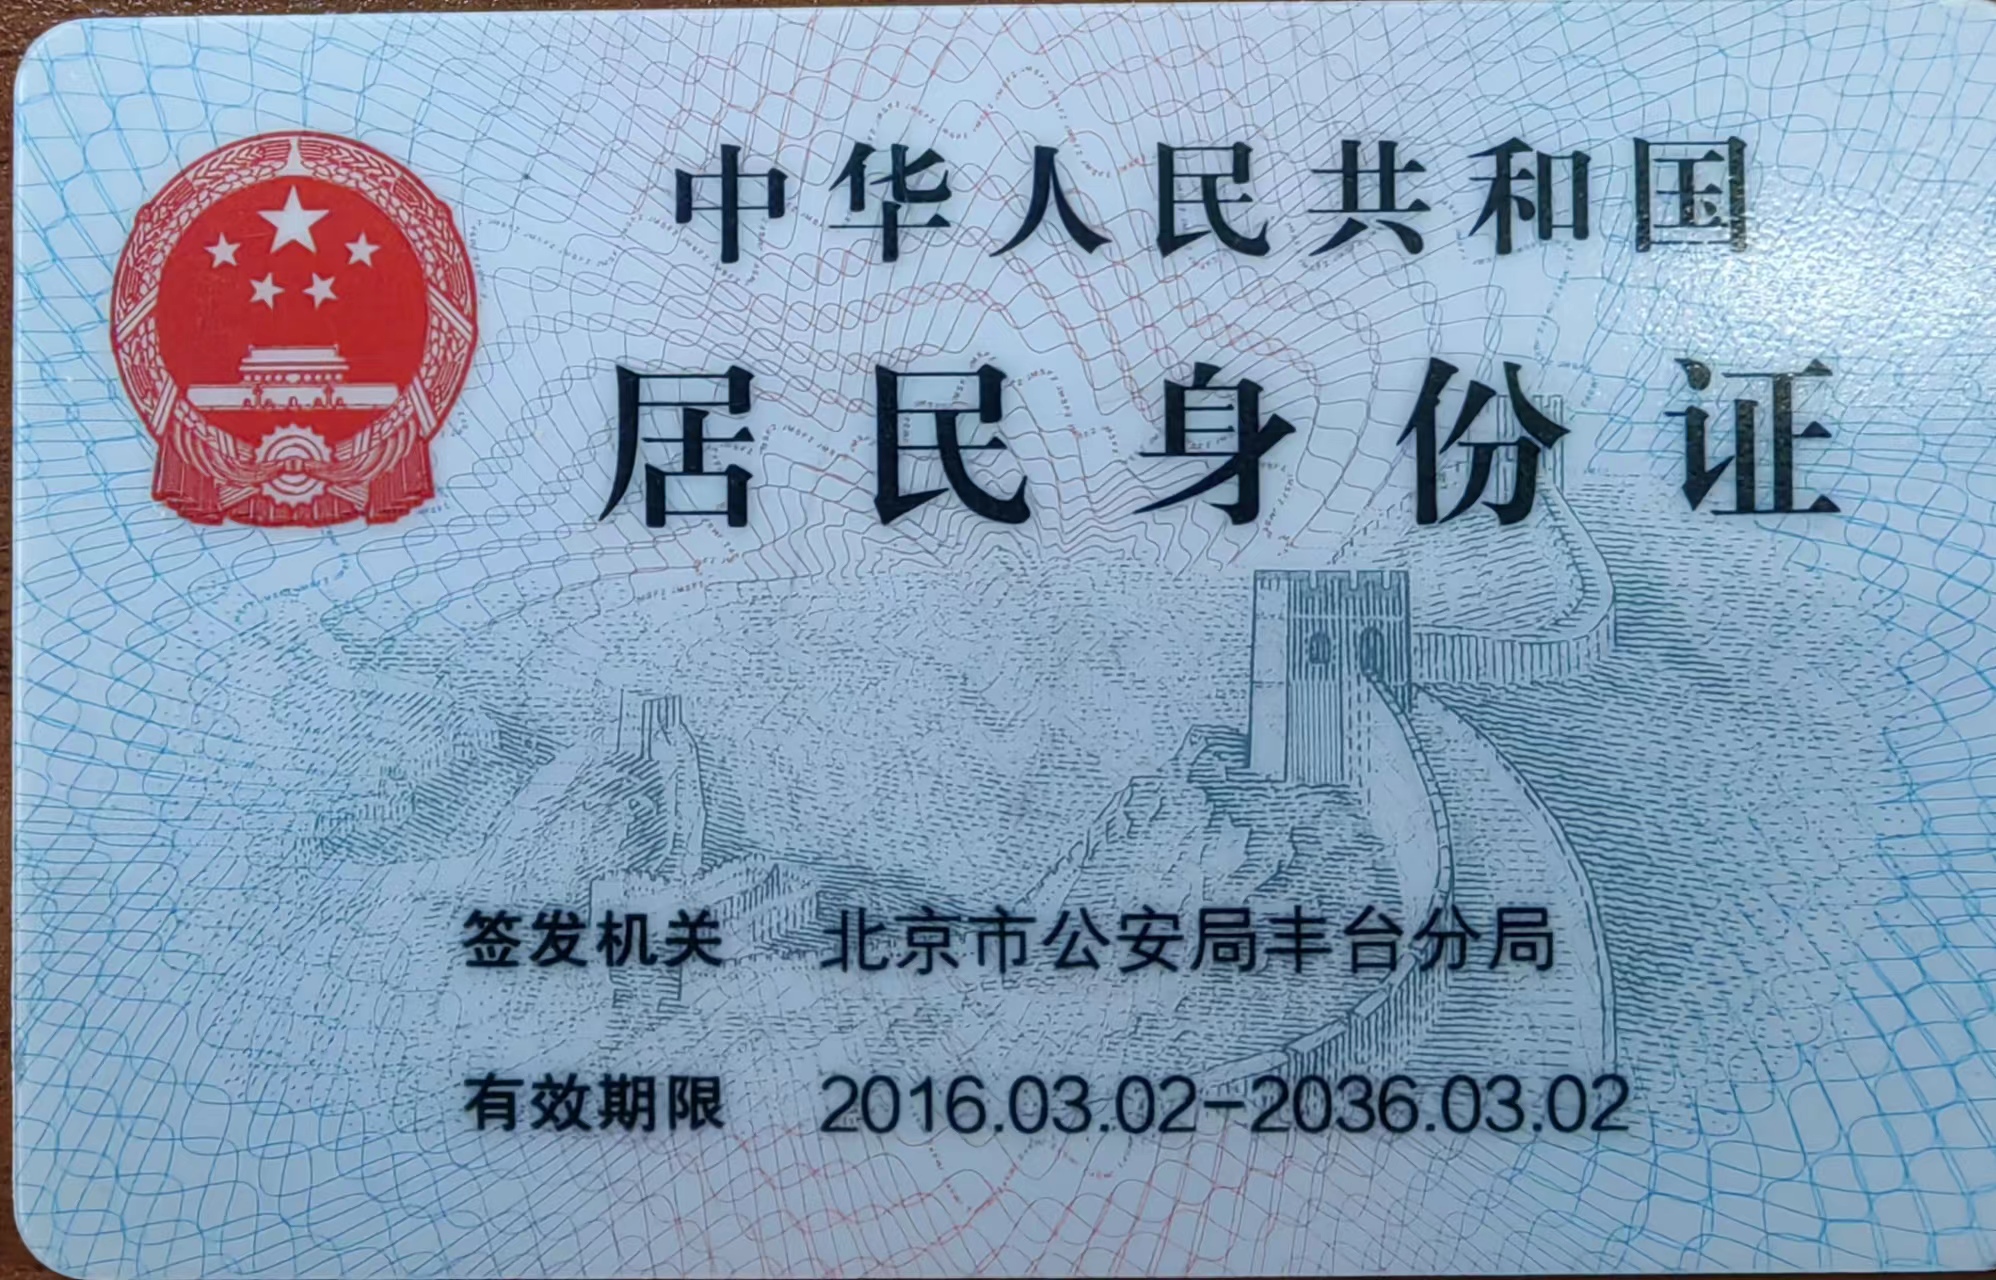 中华人民共和国
居民身份证
签发机关 北京市公安局丰台分局
有效期限 2016.03.02-2036.03.02